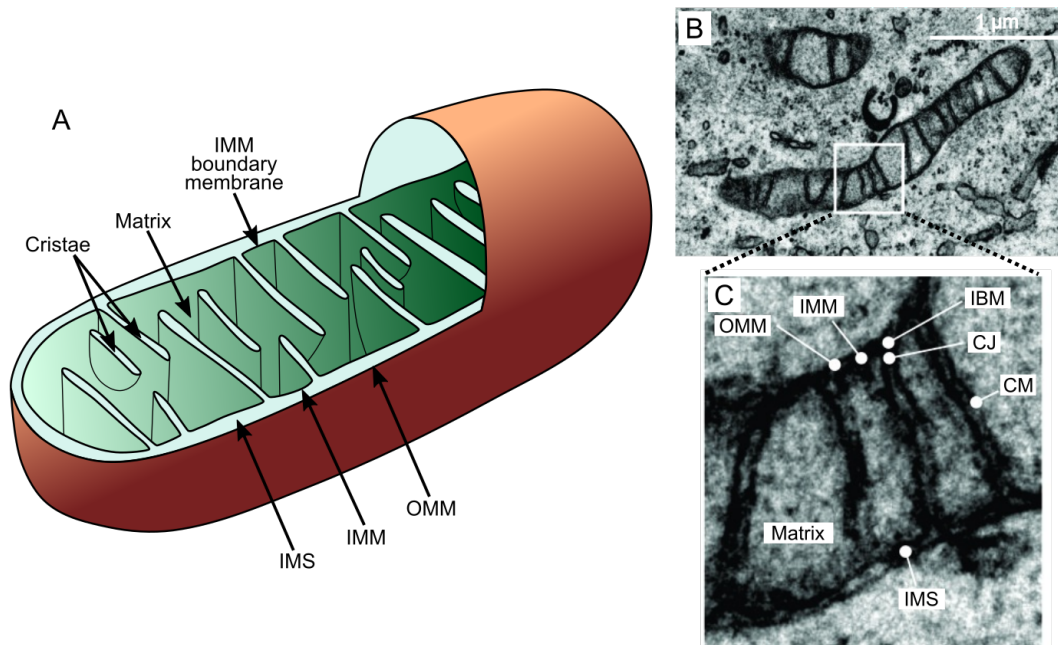 A
IMM
boundary
membrane
Matrix
Cristae
OMM
IMM
IMS
B
1 µm
C
IMM
IBM
OMM
CJ
CM
Matrix
IMS